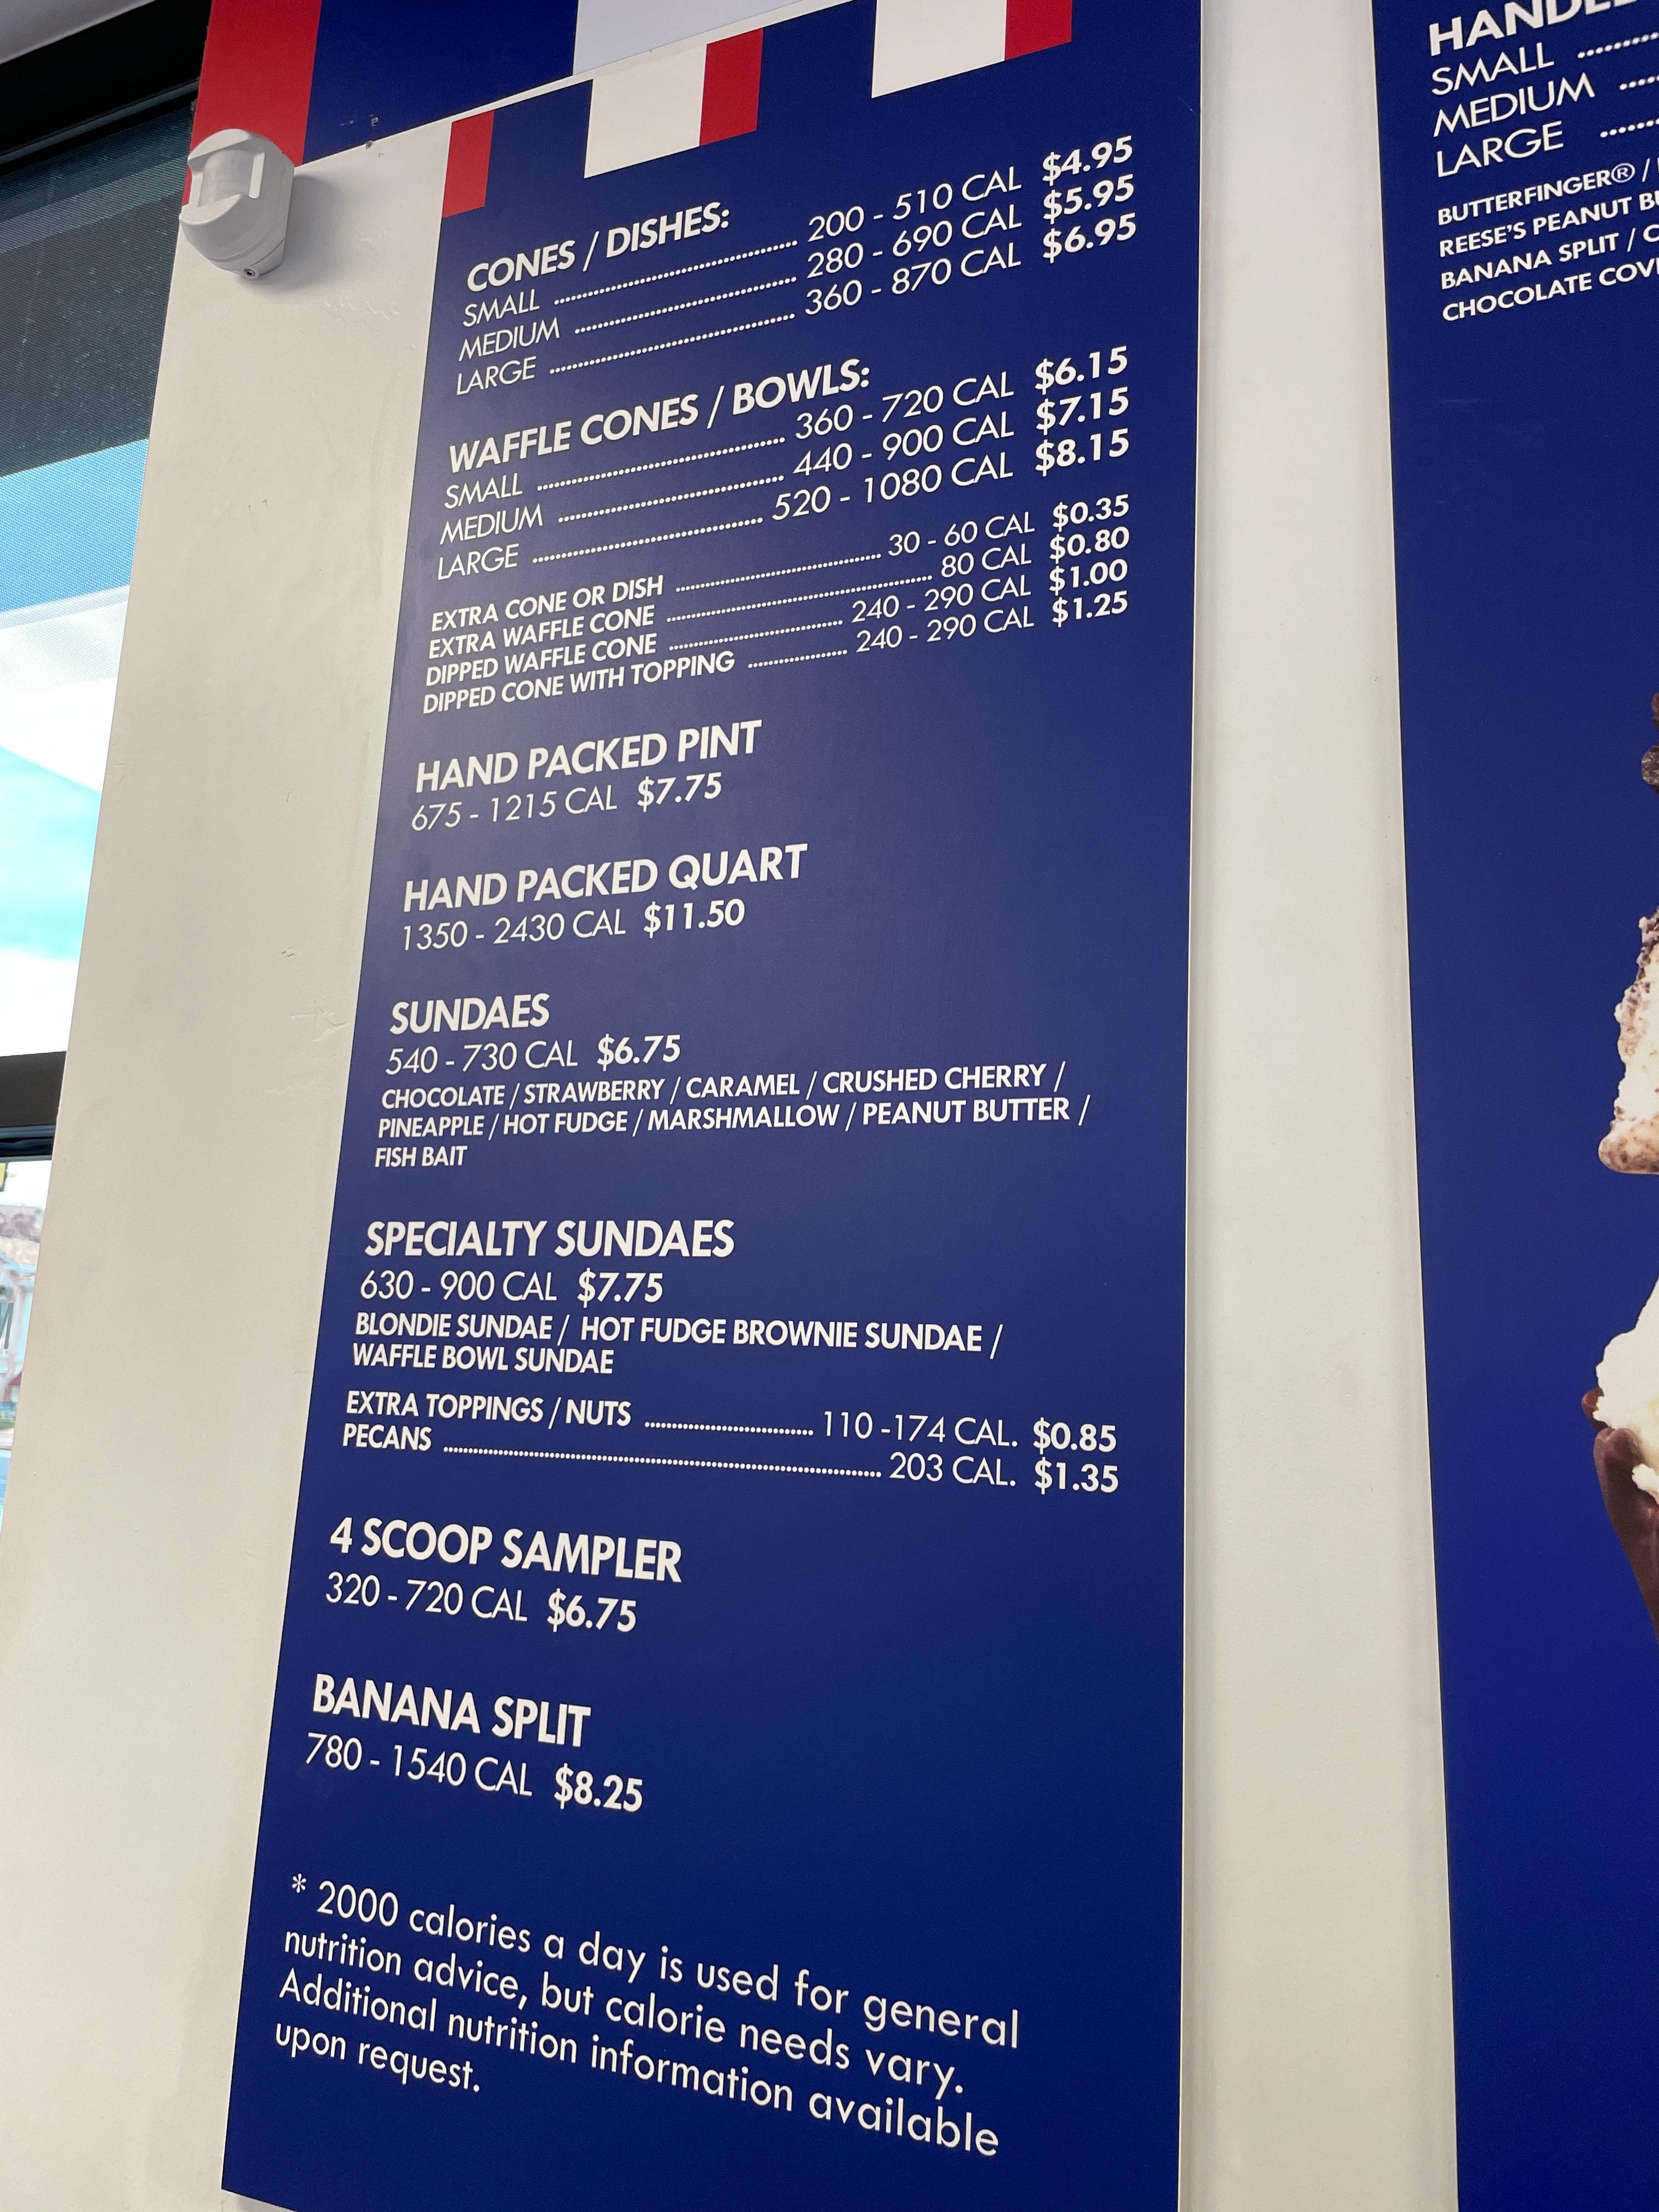 CONES / DISHES:
SMALL ........ 200 - 510 CAL $4.95
MEDIUM ........ 280 - 690 CAL $5.95
LARGE ........ 360 - 870 CAL $6.95
WAFFLE CONES / BOWLS:
SMALL ........ 360 - 720 CAL $6.15
MEDIUM ........ 440 - 900 CAL $7.15
LARGE ........ 520 - 1080 CAL $8.15
EXTRA CONE OR DISH ........ 30 - 60 CAL $0.35
EXTRA WAFFLE CONE ........ 80 CAL $0.80
DIPPED WAFFLE CONE ........ 240 - 290 CAL $1.00
DIPPED CONE WITH TOPPING ........ 240 - 290 CAL $1.25
HAND PACKED PINT
675 - 1215 CAL $7.75
HAND PACKED QUART
1350 - 2430 CAL $11.50
SUNDAES
540 - 730 CAL $6.75
CHOCOLATE / STRAWBERRY / CARAMEL / CRUSHED CHERRY /
PINEAPPLE / HOT FUDGE / MARSHMALLOW / PEANUT BUTTER /
FISH BAIT
SPECIALTY SUNDAES
630 - 900 CAL $7.75
BLONDIE SUNDAE / HOT FUDGE BROWNIE SUNDAE /
WAFFLE BOWL SUNDAE
EXTRA TOPPINGS / NUTS ........ 110 -174 CAL. $0.85
PECANS ........ 203 CAL. $1.35
4 SCOOP SAMPLER
320 - 720 CAL $6.75
BANANA SPLIT
780 - 1540 CAL $8.25
* 2000 calories a day is used for general
nutrition advice, but calorie needs vary.
Additional nutrition information available
upon request.
SMALL ........
MEDIUM ........
LARGE ........
BUTTERFINGER® /
REESE'S PEANUT
BANANA SPLIT /
CHOCOLATE